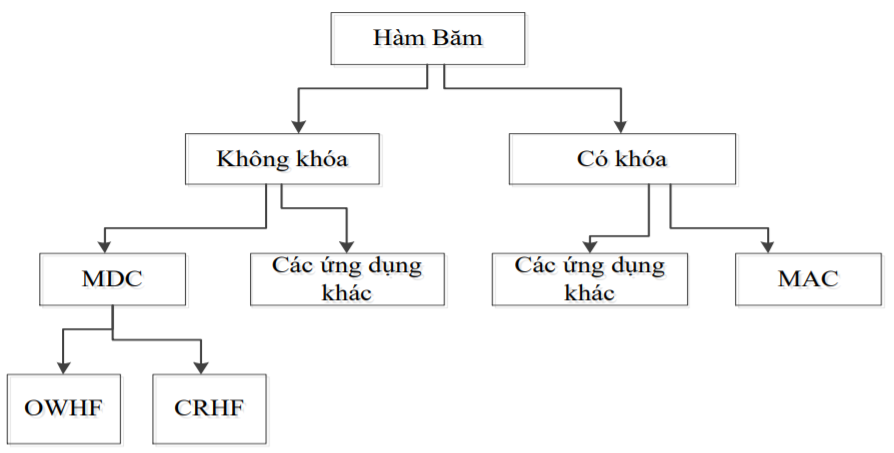 Hàm Băm
Không khóa
Có khóa
MDC
Các ứng dụng
khác
Các ứng dụng
khác
MAC
OWHF
CRHF